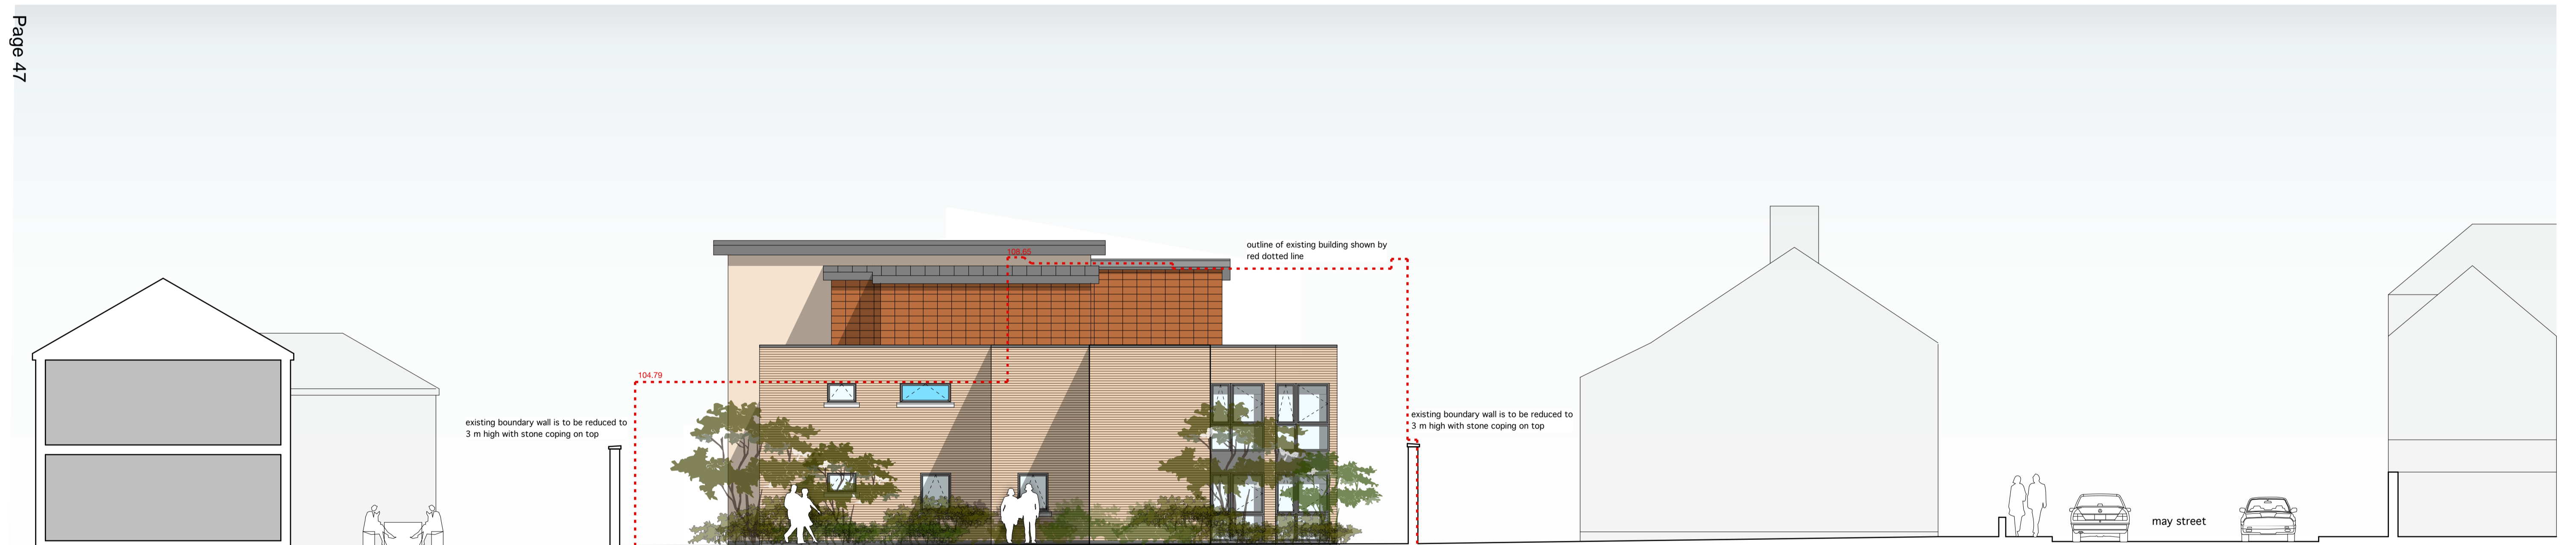 Page 47
108.65
outline of existing building shown by
red dotted line
104.79
existing boundary wall is to be reduced to
3 m high with stone coping on top
existing boundary wall is to be reduced to
3 m high with stone coping on top
may street